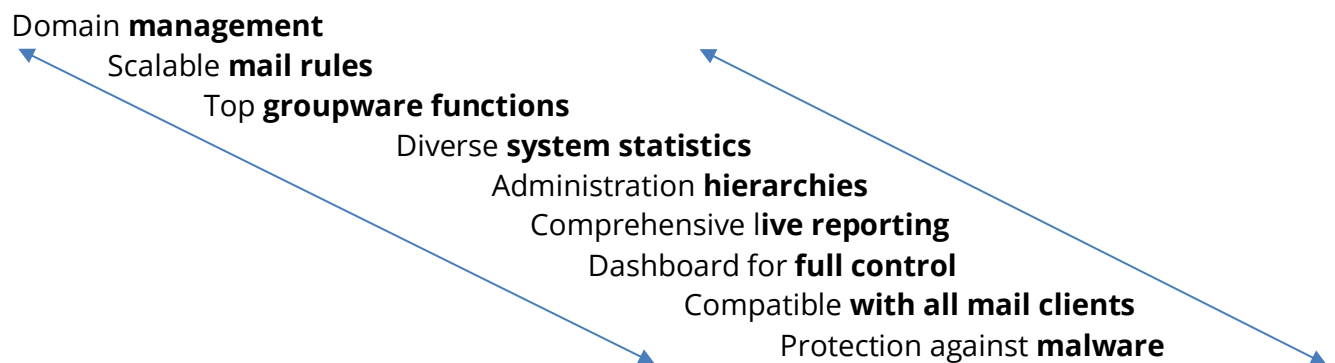 Domain management
Scalable mail rules
Top groupware functions
Diverse system statistics
Administration hierarchies
Comprehensive live reporting
Dashboard for full control
Compatible with all mail clients
Protection against malware